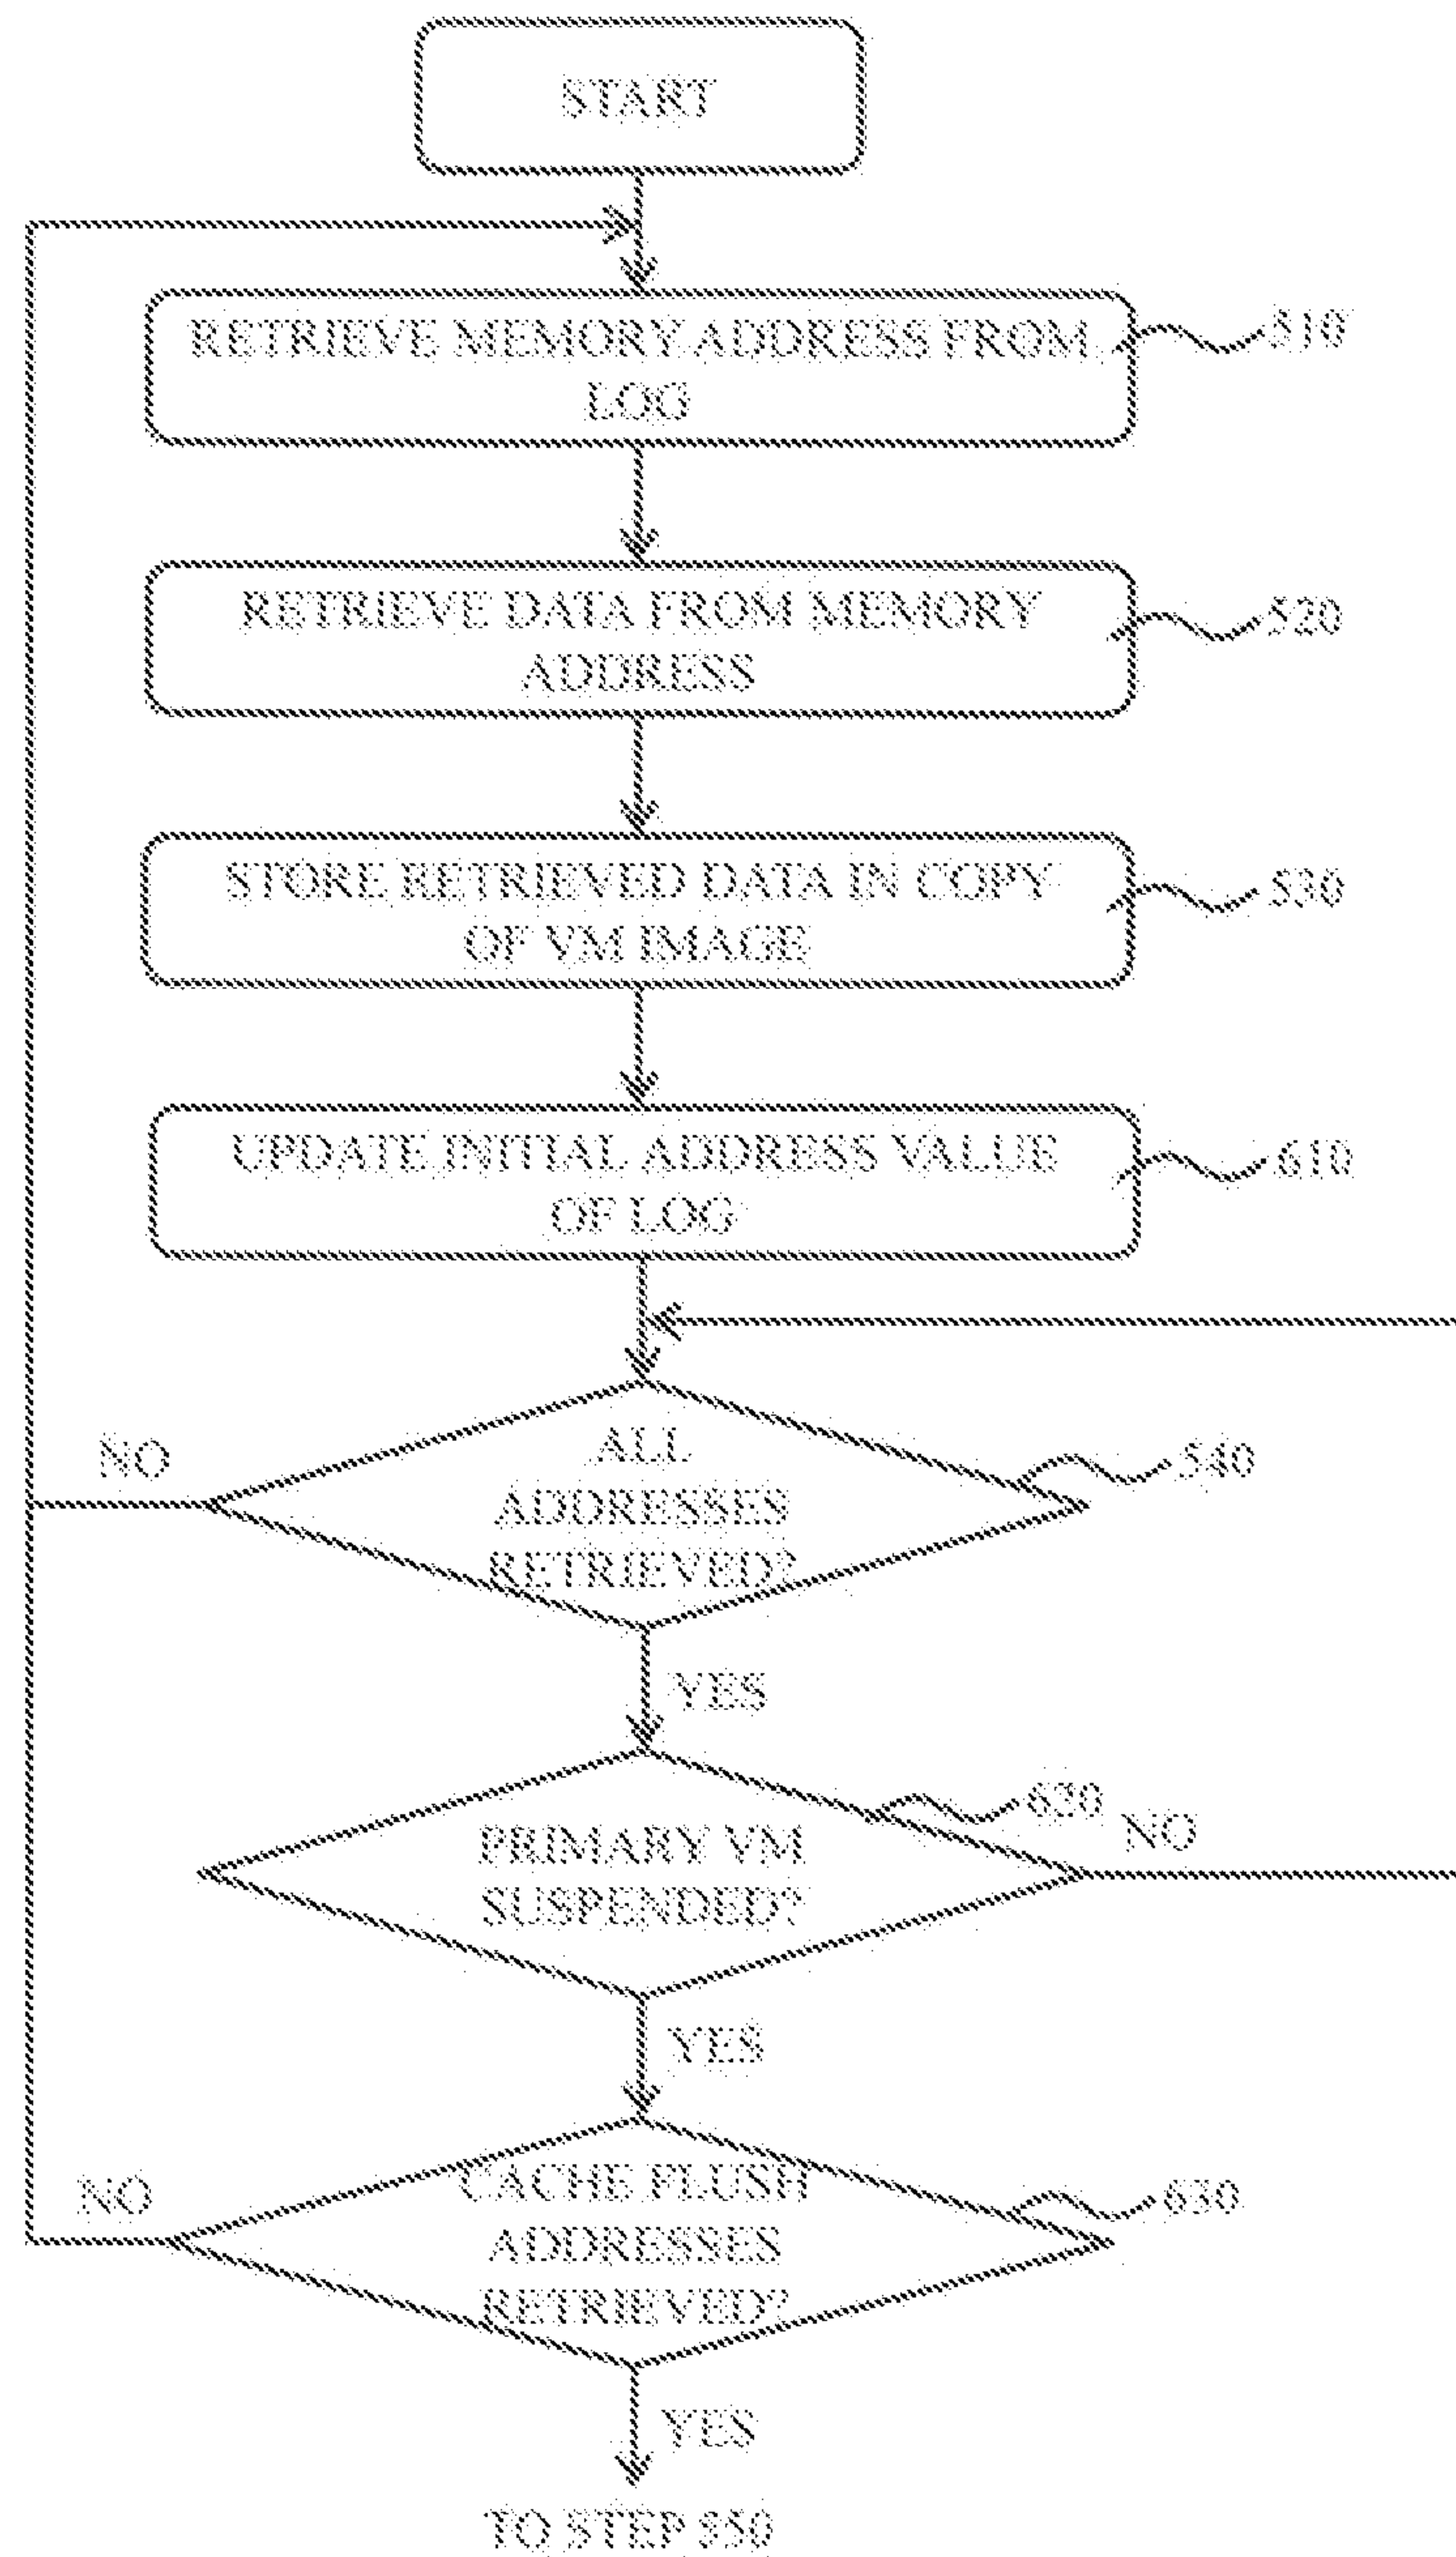 START
RETRIEVE MEMORY ADDRESS FROM
LOG
510
RETRIEVE DATA FROM MEMORY
ADDRESS
520
STORE RETRIEVED DATA IN COPY
OF VM IMAGE
530
UPDATE INITIAL ADDRESS VALUE
OF LOG
610
ALL
ADDRESSES
RETRIEVED?
540
NO
YES
PRIMARY VM
SUSPENDED?
620
NO
YES
CACHE FLUSH
ADDRESSES
RETRIEVED?
630
NO
YES
TO STEP 550